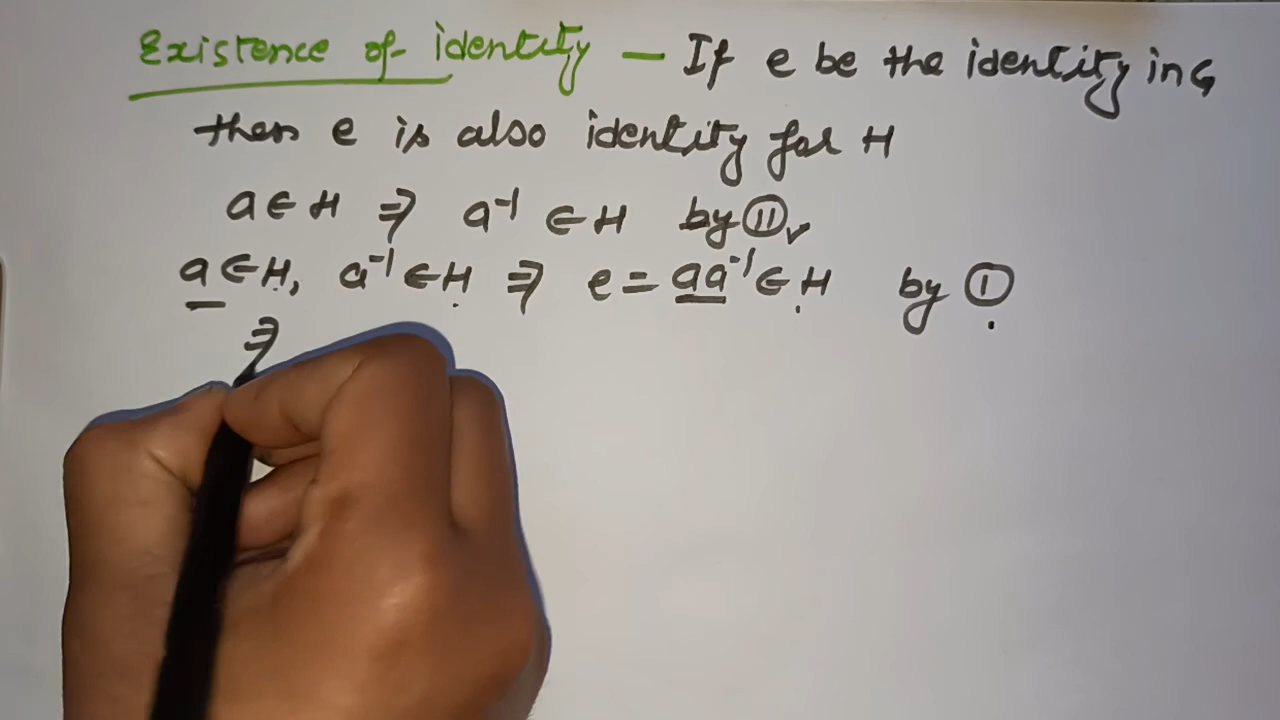 Existence of identity — If e be the identity in G
then e is also identity for H
a ∈ H ⇒ a⁻¹ ∈ H by (II)
a ∈ H, a⁻¹ ∈ H ⇒ e = aa⁻¹ ∈ H by (I)
⇒